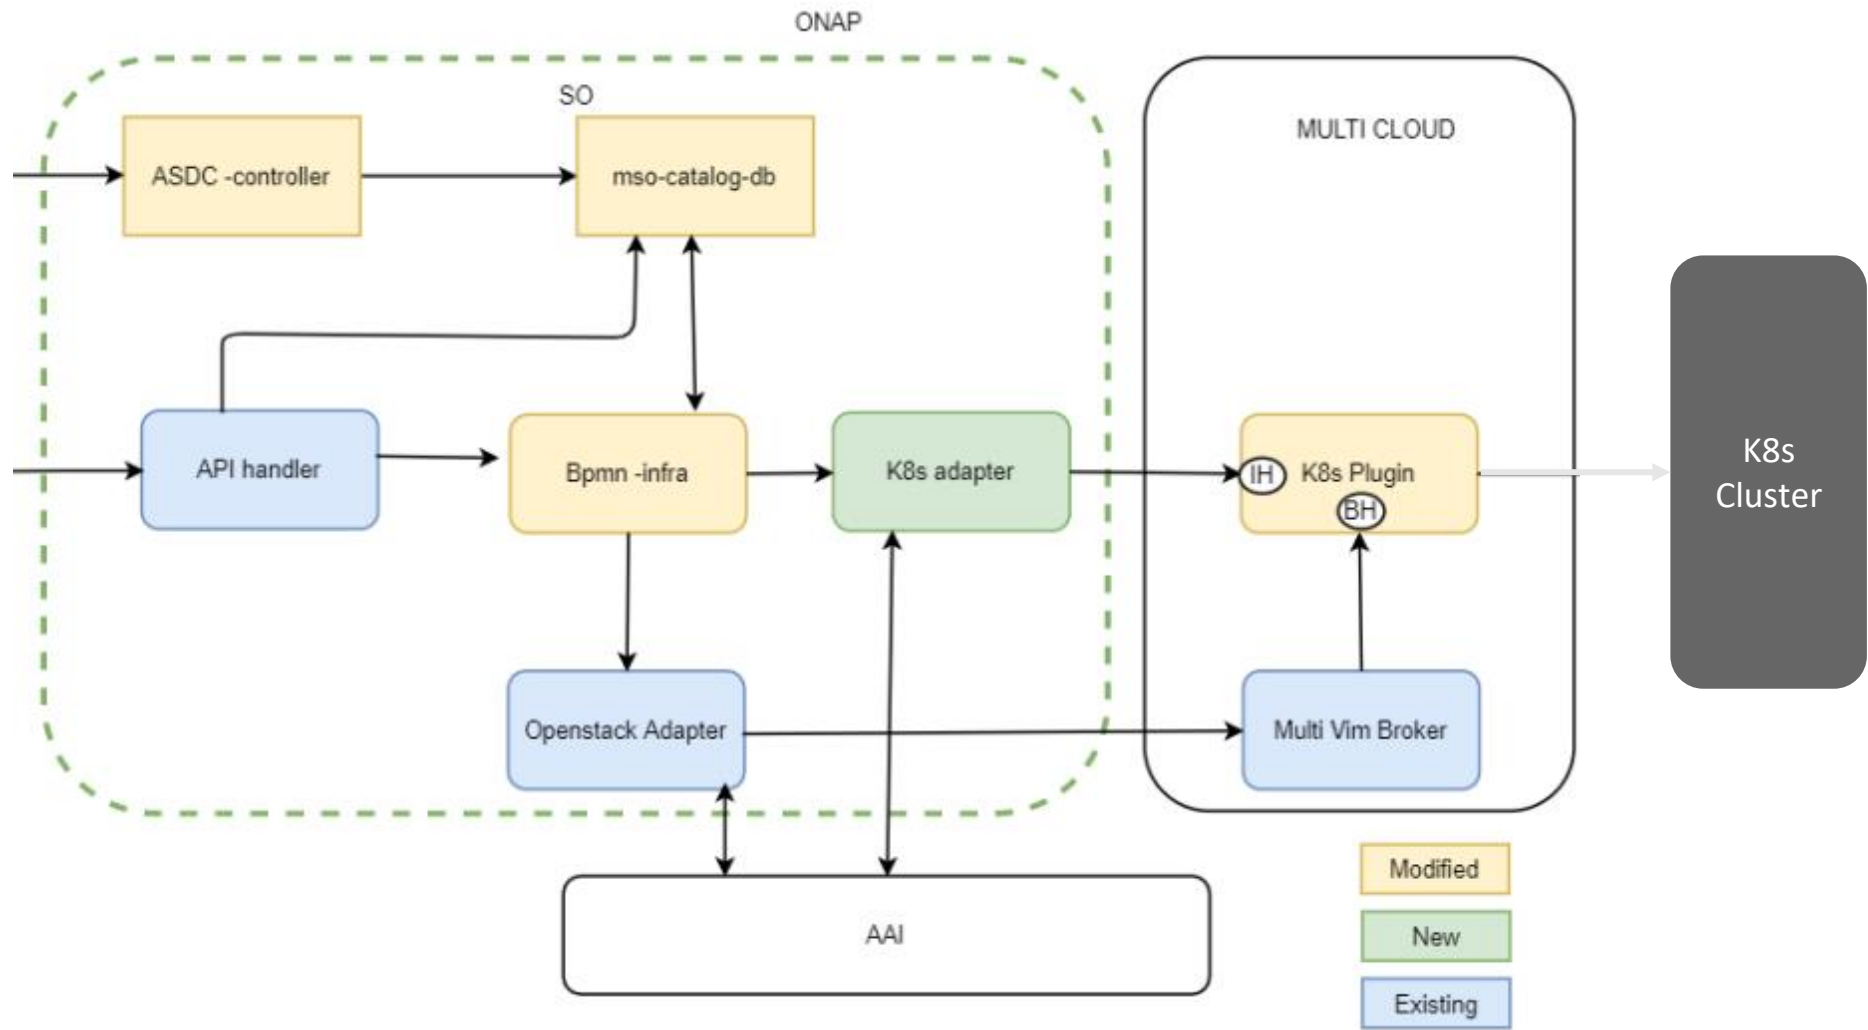 ONAP
SO
MULTI CLOUD
ASDC -controller
mso-catalog-db
API handler
Bpmn -infra
K8s adapter
IH
K8s Plugin
BH
K8s
Cluster
Openstack Adapter
Multi Vim Broker
AAI
Modified
New
Existing